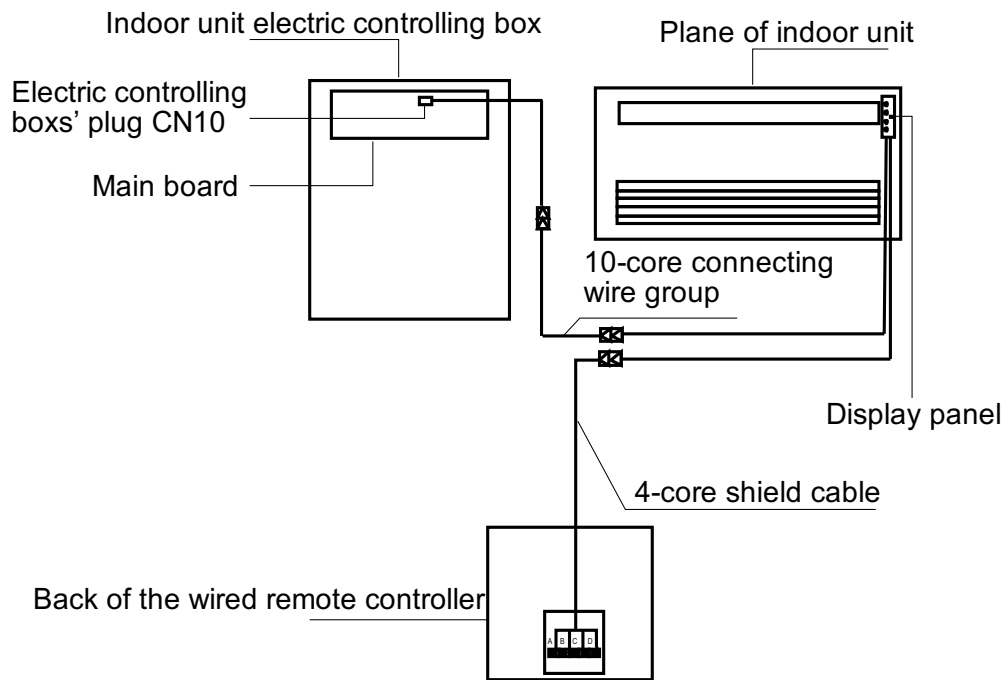 Indoor unit electric controlling box
Plane of indoor unit
Electric controlling
boxs’ plug CN10
Main board
10-core connecting
wire group
Display panel
4-core shield cable
Back of the wired remote controller
A B C D